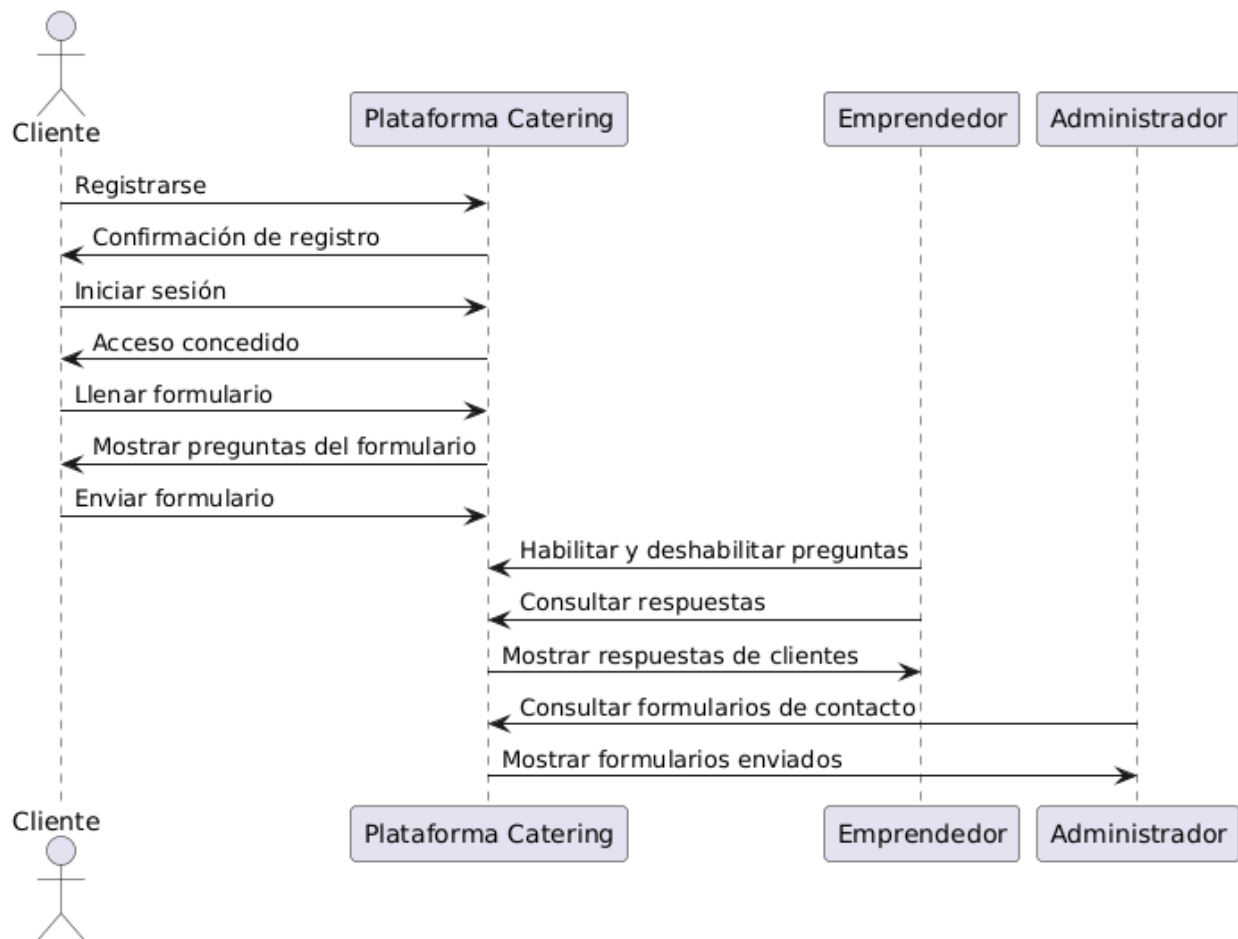 Cliente
Plataforma Catering
Emprendedor
Administrador
Registrarse
Confirmación de registro
Iniciar sesión
Acceso concedido
Llenar formulario
Mostrar preguntas del formulario
Enviar formulario
Habilitar y deshabilitar preguntas
Consultar respuestas
Mostrar respuestas de clientes
Consultar formularios de contacto
Mostrar formularios enviados
Cliente
Plataforma Catering
Emprendedor
Administrador